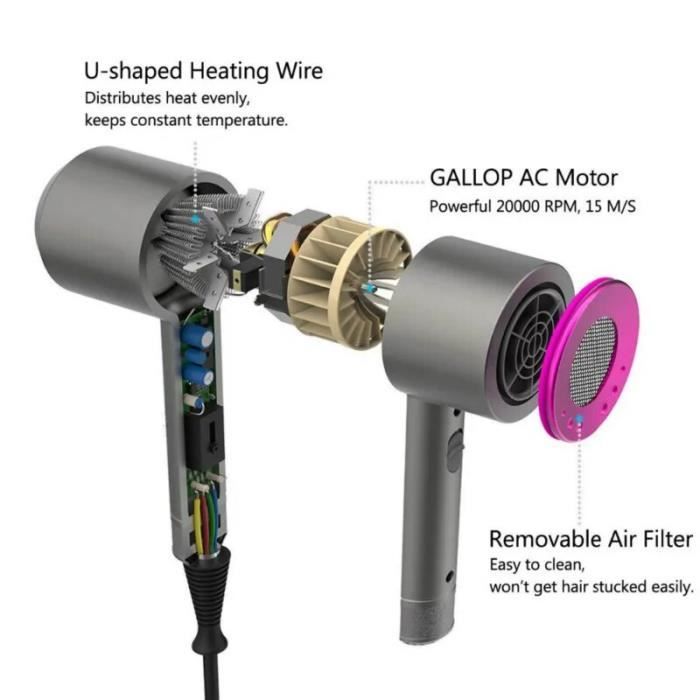 U-shaped Heating Wire
Distributes heat evenly,
keeps constant temperature.
GALLOP AC Motor
Powerful 20000 RPM, 15 M/S
Removable Air Filter
Easy to clean,
won't get hair stucked easily.